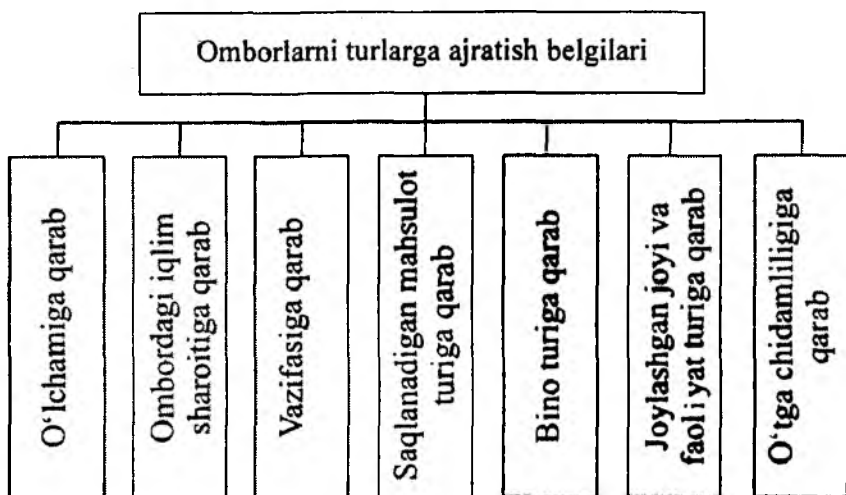 Omborlarni turlarga ajratish belgilari
O‘lchamiga qarab
Ombordagi iqlim
sharoitiga qarab
Vazifasiga qarab
Saqlanadigan mahsulot
turiga qarab
Bino turiga qarab
Joylashgan joyi va
faoliyat turiga qarab
O‘tga chidamliligiga
qarab